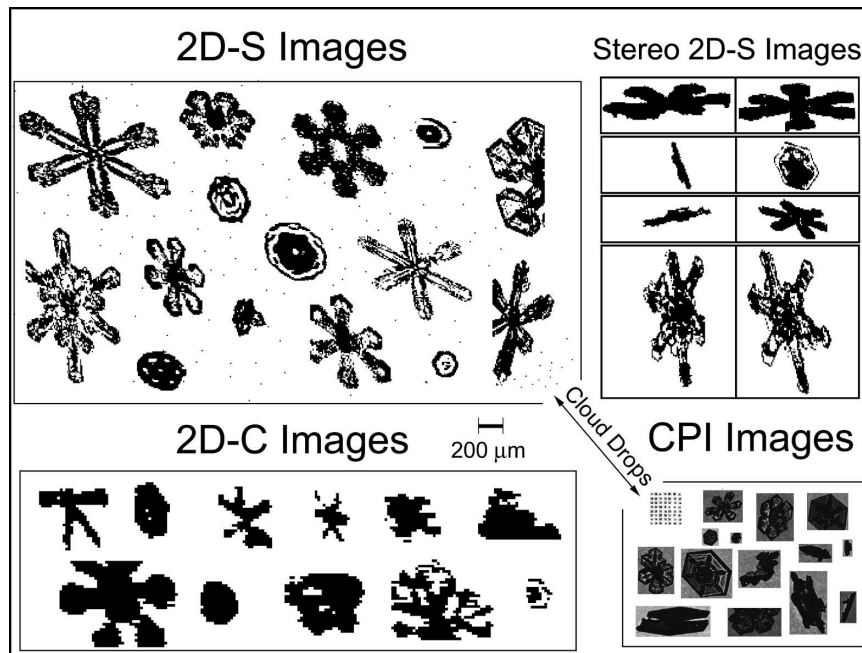 2D-S Images
Stereo 2D-S Images
2D-C Images
200 μm
Cloud Drops
CPI Images